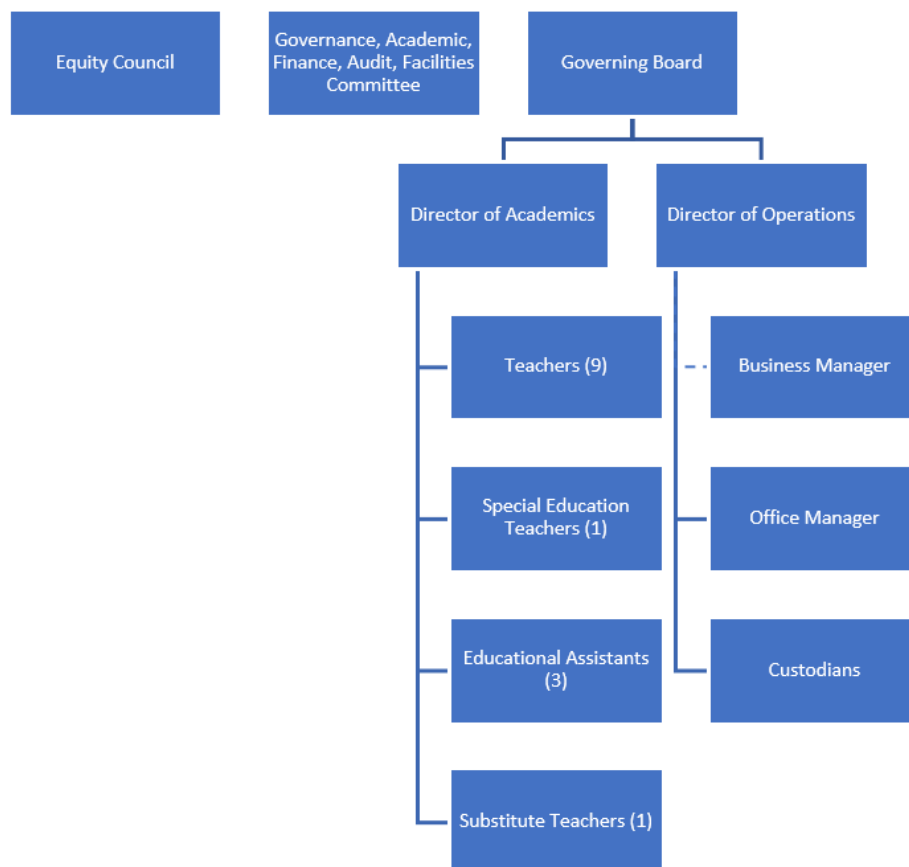 Equity Council
Governance, Academic,
Finance, Audit, Facilities
Committee
Governing Board
Director of Academics
Director of Operations
Teachers (9)
Business Manager
Special Education
Teachers (1)
Office Manager
Educational Assistants
(3)
Custodians
Substitute Teachers (1)